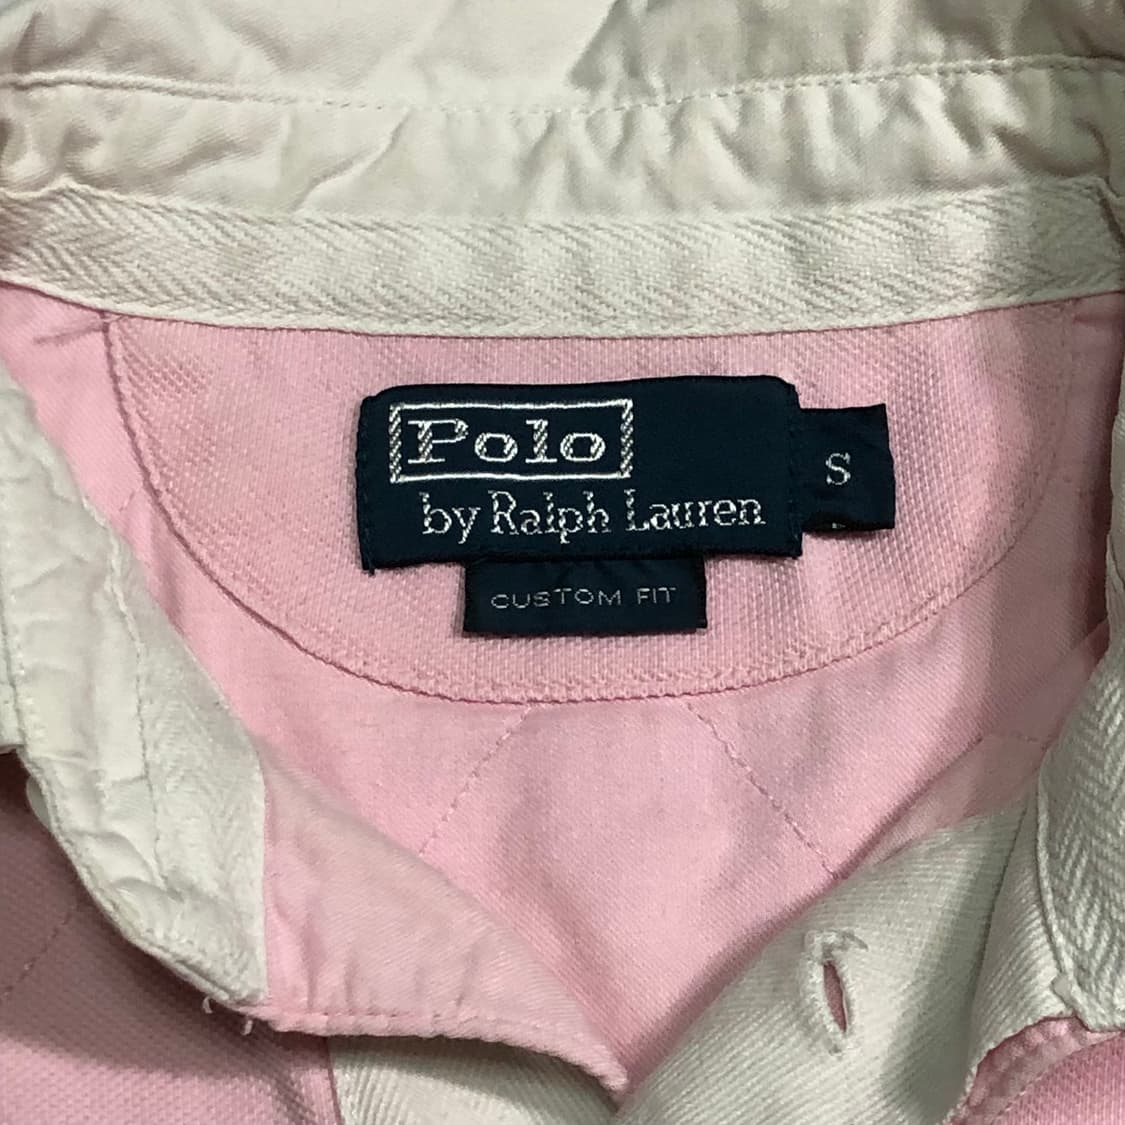 Polo
by Ralph Lauren
S
CUSTOM FIT